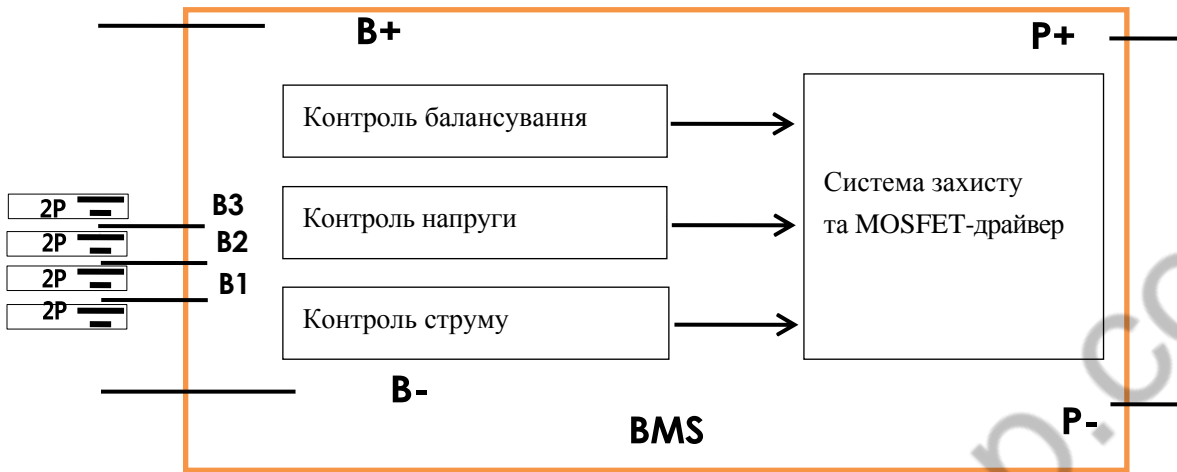 B+
P+
Контроль балансування
Система захисту
та MOSFET-драйвер
2P
B3
Контроль напруги
2P
B2
2P
B1
2P
Контроль струму
B-
P-
BMS
p.co